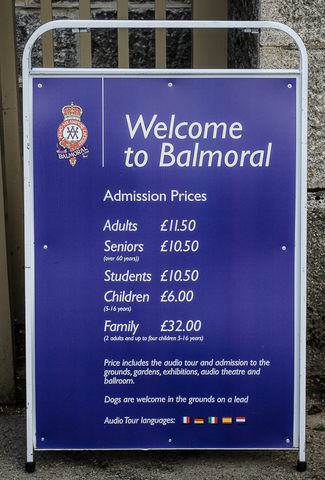 BALMORAL
Welcome
to Balmoral
Admission Prices
Adults £11.50
Seniors £10.50
(over 60 years))
Students £10.50
Children £6.00
(5-16 years)
Family £32.00
(2 adults and up to four children 5-16 years)
Price includes the audio tour and admission to the
grounds, gardens, exhibitions, audio theatre and
ballroom.
Dogs are welcome in the grounds on a lead
Audio Tour languages: